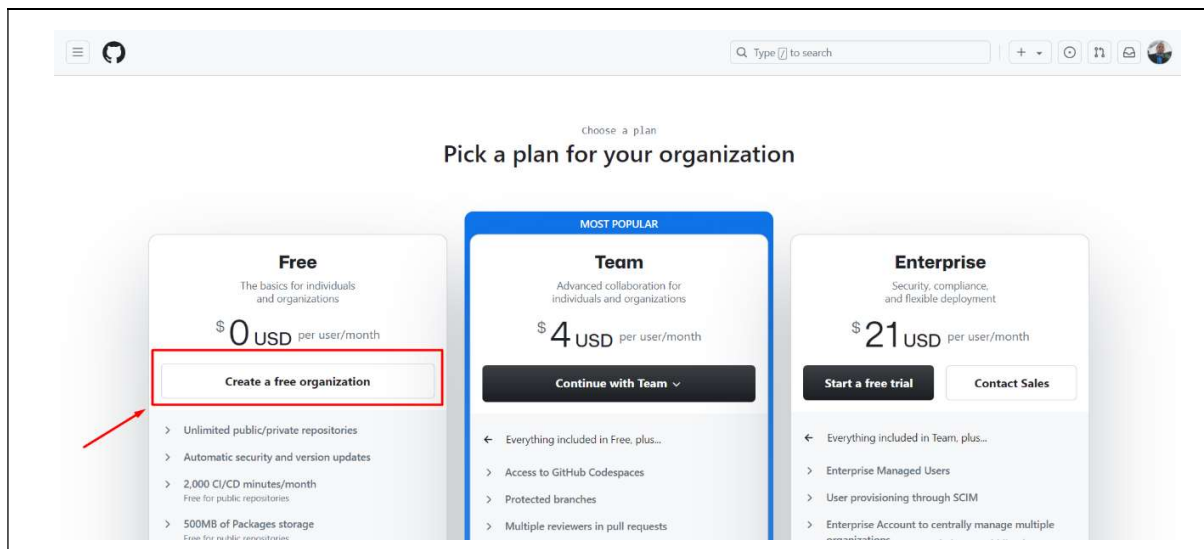 Type / to search
Choose a plan
Pick a plan for your organization
MOST POPULAR
Free
The basics for individuals
and organizations
$ 0 USD per user/month
Create a free organization
Unlimited public/private repositories
Automatic security and version updates
2,000 CI/CD minutes/month
Free for public repositories
500MB of Packages storage
Free for public repositories
Team
Advanced collaboration for
individuals and organizations
$ 4 USD per user/month
Continue with Team
Everything included in Free, plus...
Access to GitHub Codespaces
Protected branches
Multiple reviewers in pull requests
Enterprise
Security, compliance,
and flexible deployment
$ 21 USD per user/month
Start a free trial
Contact Sales
Everything included in Team, plus...
Enterprise Managed Users
User provisioning through SCIM
Enterprise Account to centrally manage multiple
organizations